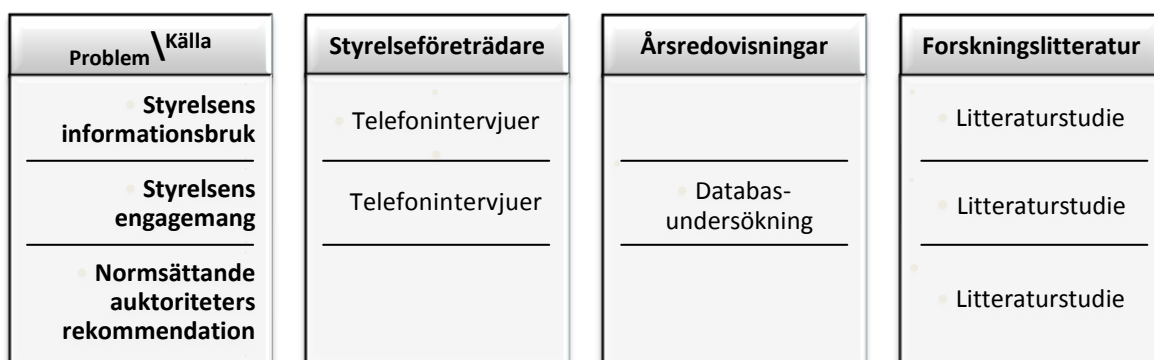 Problem \ Källa
Styrelseföreträdare
Årsredovisningar
Forskningslitteratur
Styrelsens
informationsbruk
Telefonintervjuer
Litteraturstudie
Styrelsens
engagemang
Telefonintervjuer
Databas-
undersökning
Litteraturstudie
Normsättande
auktoriteters
rekommendation
Litteraturstudie